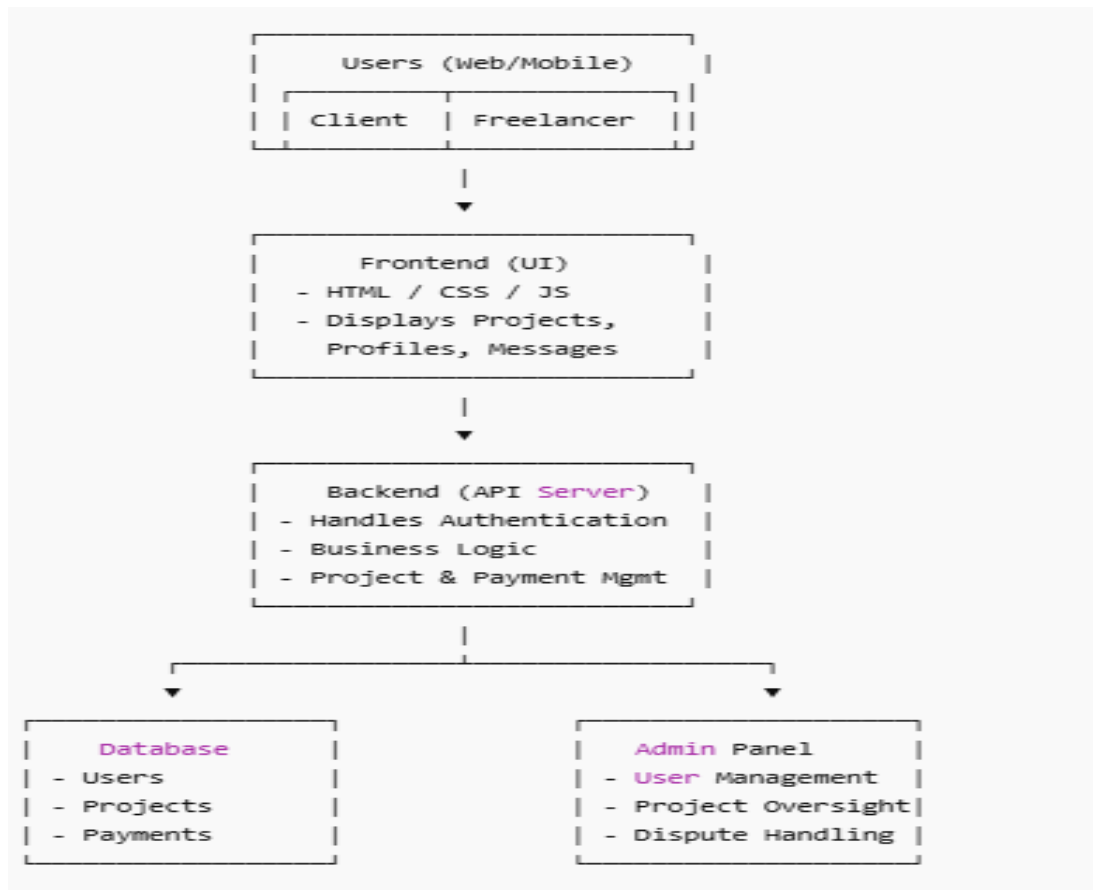 Users (Web/Mobile)
Client | Freelancer
Frontend (UI)
- HTML / CSS / JS
- Displays Projects,
Profiles, Messages
Backend (API Server)
- Handles Authentication
- Business Logic
- Project & Payment Mgmt
Database
- Users
- Projects
- Payments
Admin Panel
- User Management
- Project Oversight
- Dispute Handling